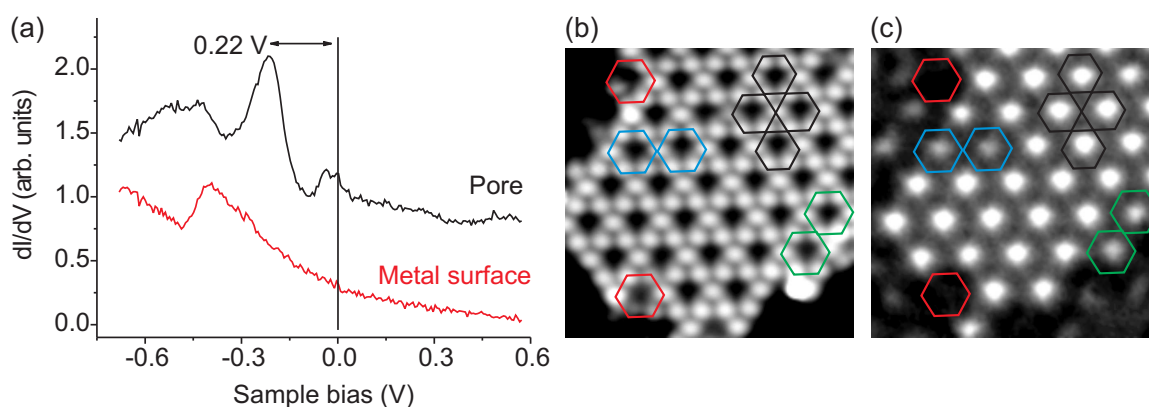 (a)
0.22 V
2.0
1.5
1.0
0.5
0.0
dI/dV (arb. units)
Pore
Metal surface
-0.6
-0.3
0.0
0.3
0.6
Sample bias (V)
(b)
(c)